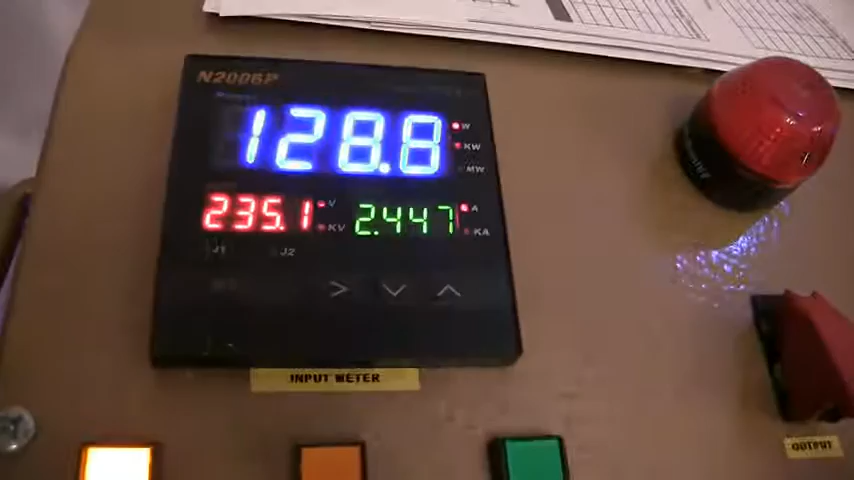 N2006P
128.8
W
KW
MW
235.1
V
KV
2.447
A
KA
J1
J2
INPUT METER
OUTPUT